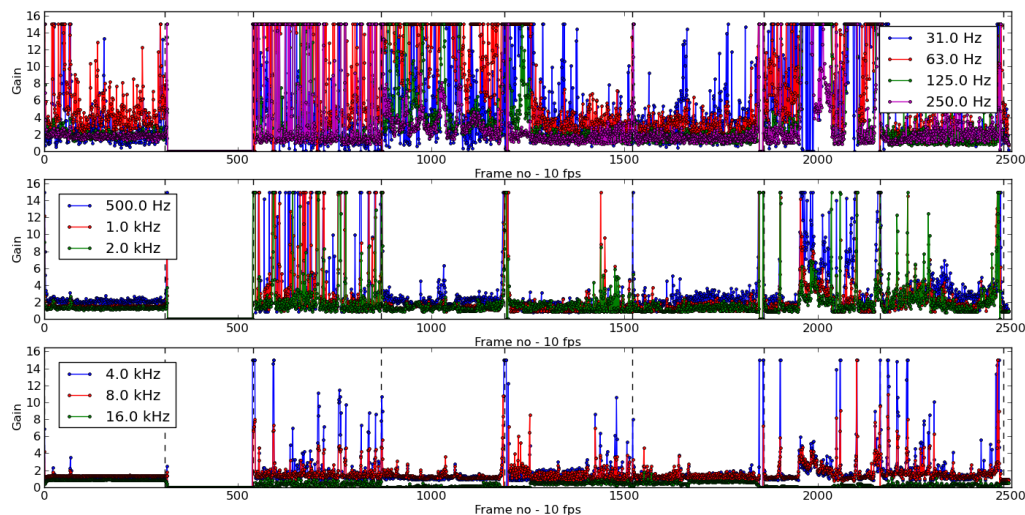 16
14
12
10
8
6
4
2
0
Gain
0 500 1000 1500 2000 2500
Frame no - 10 fps
31.0 Hz
63.0 Hz
125.0 Hz
250.0 Hz
16
14
12
10
8
6
4
2
0
Gain
0 500 1000 1500 2000 2500
Frame no - 10 fps
500.0 Hz
1.0 kHz
2.0 kHz
16
14
12
10
8
6
4
2
0
Gain
0 500 1000 1500 2000 2500
Frame no - 10 fps
4.0 kHz
8.0 kHz
16.0 kHz